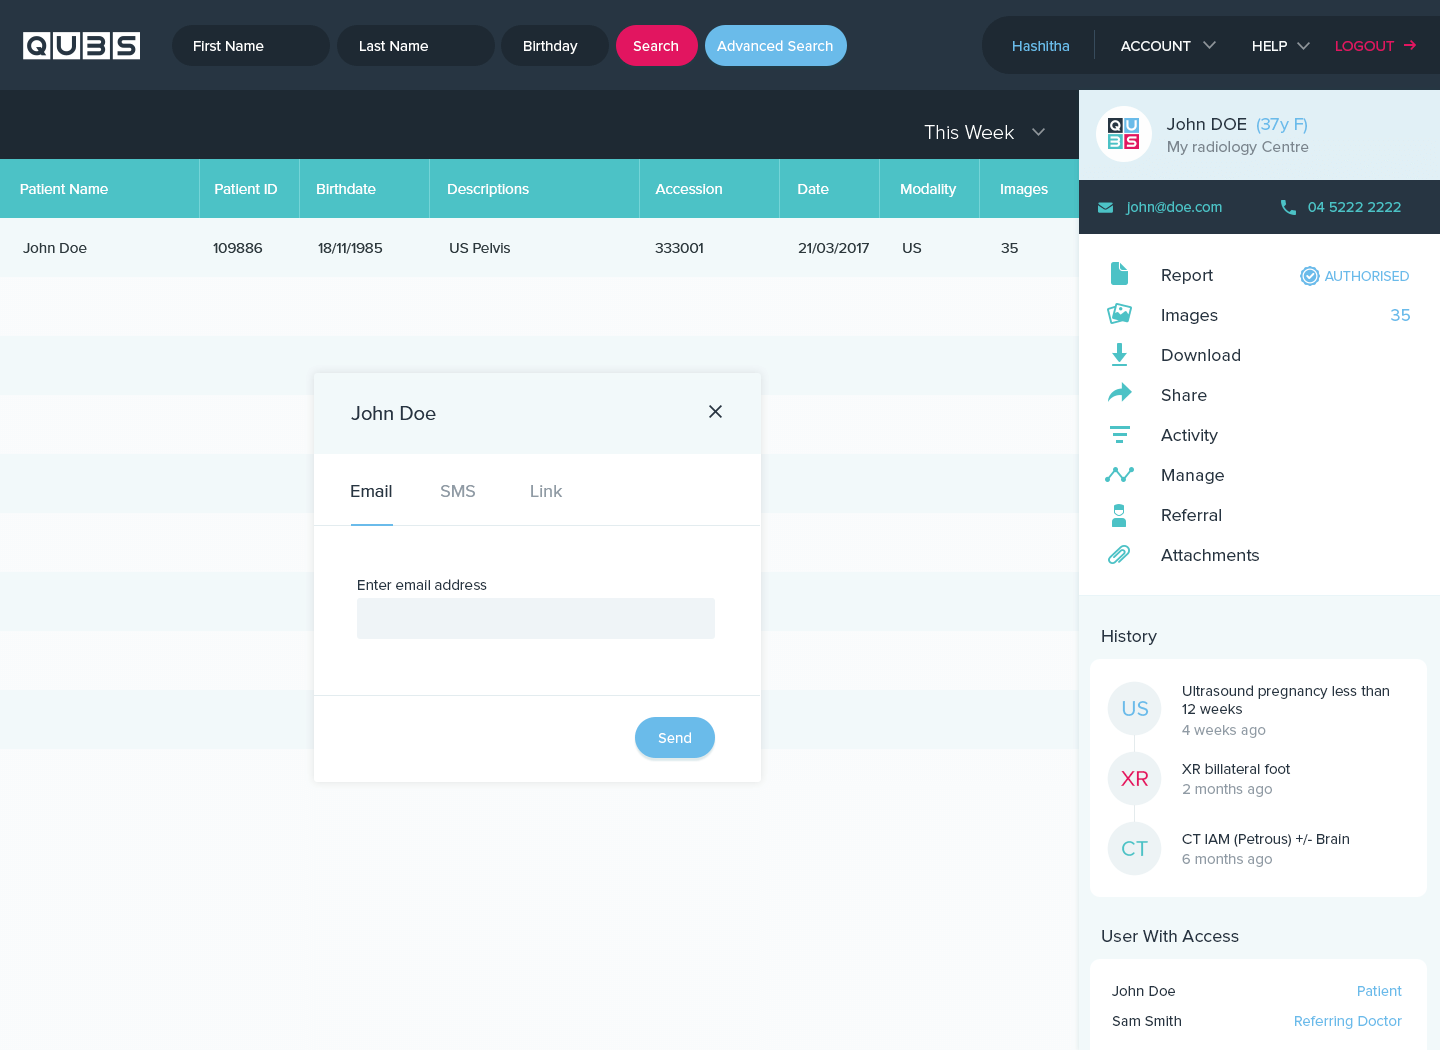 QUBS
First Name
Last Name
Birthday
Search
Advanced Search
Hashitha
ACCOUNT
HELP
LOGOUT
This Week
Patient Name
Patient ID
Birthdate
Descriptions
Accession
Date
Modality
Images
John Doe
109886
18/11/1985
US Pelvis
333001
21/03/2017
US
35
John Doe
Email
SMS
Link
Enter email address
Send
QU
BS
John DOE (37y F)
My radiology Centre
john@doe.com
04 5222 2222
Report
AUTHORISED
Images
35
Download
Share
Activity
Manage
Referral
Attachments
History
US
Ultrasound pregnancy less than
12 weeks
4 weeks ago
XR
XR billateral foot
2 months ago
CT
CT IAM (Petrous) +/- Brain
6 months ago
User With Access
John Doe
Patient
Sam Smith
Referring Doctor